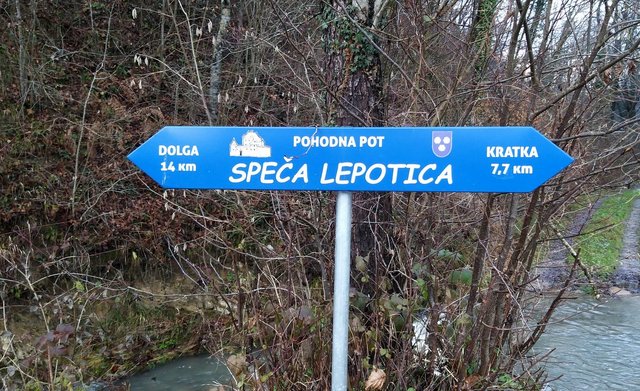 DOLGA
14 KM
POHODNA POT
SPEČA LEPOTICA
KRATKA
7,7 KM